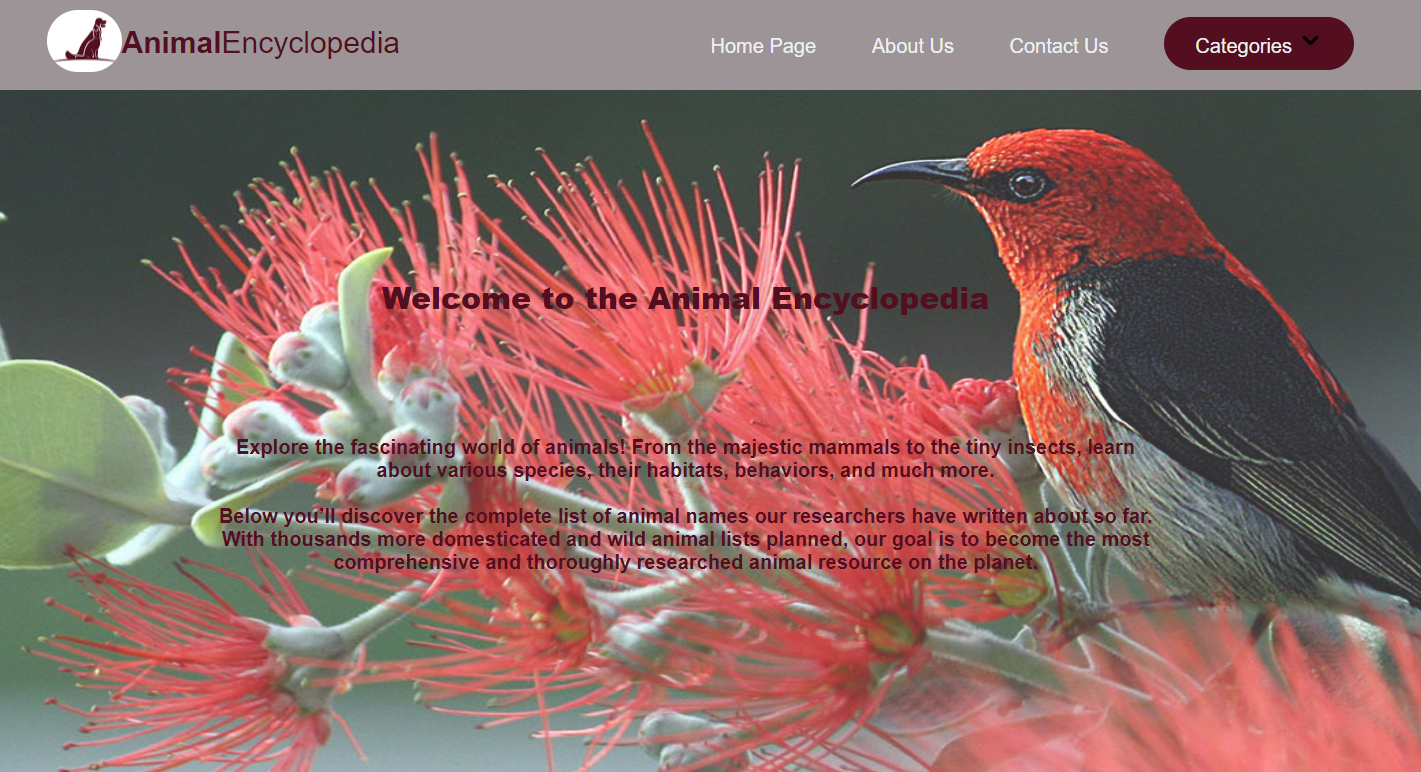 AnimalEncyclopedia
Home Page
About Us
Contact Us
Categories
Welcome to the Animal Encyclopedia
Explore the fascinating world of animals! From the majestic mammals to the tiny insects, learn
about various species, their habitats, behaviors, and much more.
Below you'll discover the complete list of animal names our researchers have written about so far.
With thousands more domesticated and wild animal lists planned, our goal is to become the most
comprehensive and thoroughly researched animal resource on the planet.